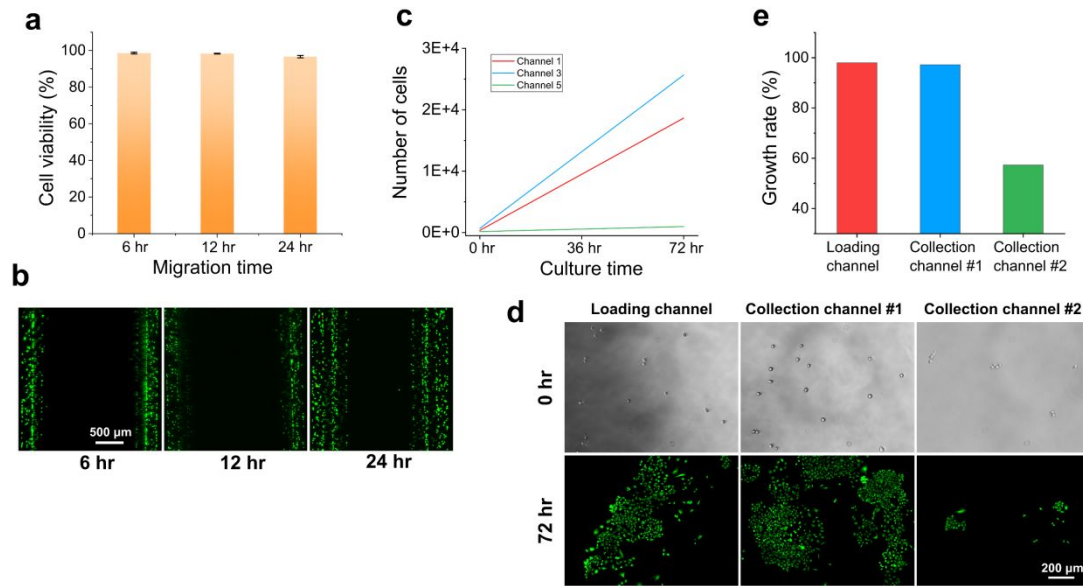 a
Cell viability (%)
100
80
60
40
20
0
6 hr 12 hr 24 hr
Migration time
b
500 µm
6 hr 12 hr 24 hr
c
Number of cells
3E+4
2E+4
1E+4
0E+0
Channel 1
Channel 3
Channel 5
0 hr 36 hr 72 hr
Culture time
e
Growth rate (%)
100
80
60
40
Loading channel
Collection channel #1
Collection channel #2
d
Loading channel Collection channel #1 Collection channel #2
0 hr
72 hr
200 µm